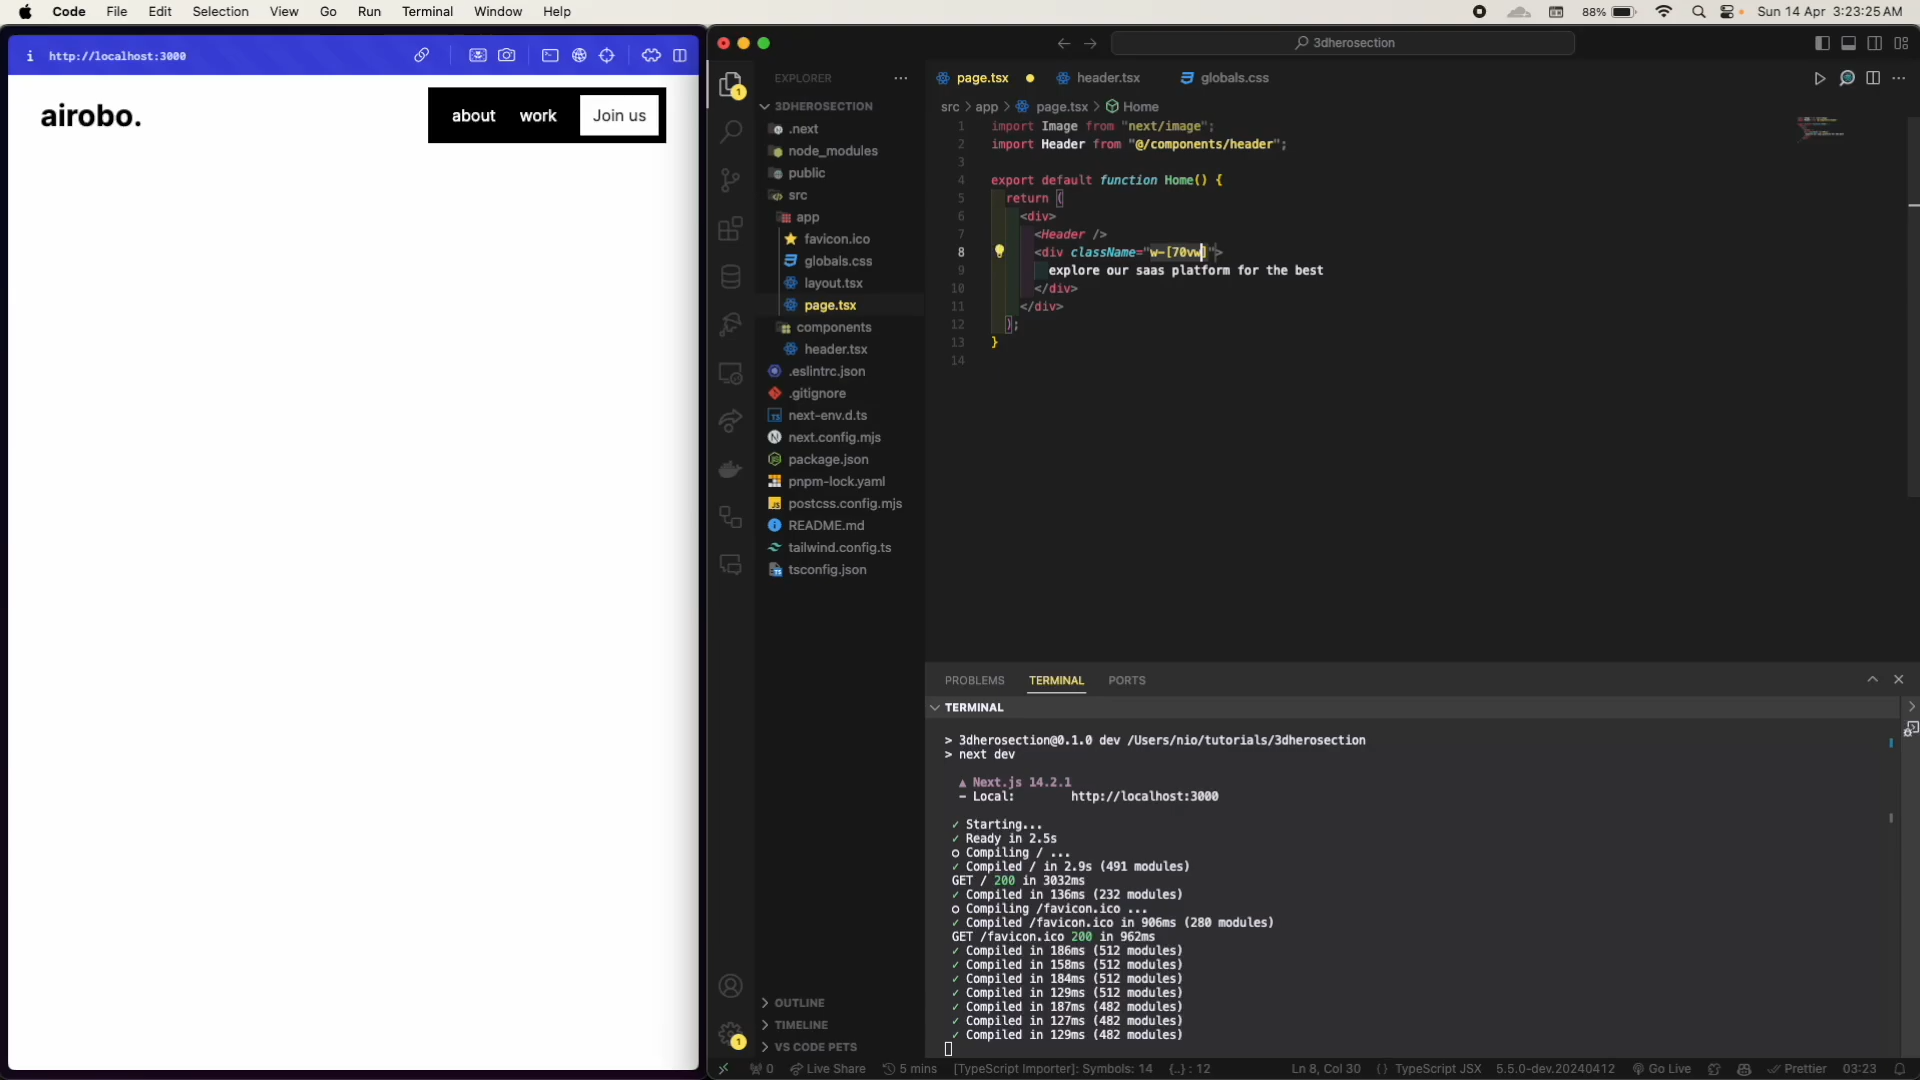 Code File Edit Selection View Go Run Terminal Window Help 88% Sun 14 Apr 3:23:25 AM
http://localhost:3000
airobo.
about work Join us
3dherosection
EXPLORER
3DHEROSECTION
.next
node_modules
public
src
app
favicon.ico
globals.css
layout.tsx
page.tsx
components
header.tsx
.eslintrc.json
.gitignore
next-env.d.ts
next.config.mjs
package.json
pnpm-lock.yaml
postcss.config.mjs
README.md
tailwind.config.ts
tsconfig.json
OUTLINE
TIMELINE
VS CODE PETS
page.tsx header.tsx globals.css
src > app > page.tsx > Home
1 import Image from "next/image";
2 import Header from "@/components/header";
3
4 export default function Home() {
5 return (
6 <div>
7 <Header />
8 <div className="w-[70vw]">
9 explore our saas platform for the best
10 </div>
11 </div>
12 );
13 }
14
PROBLEMS TERMINAL PORTS
TERMINAL
> 3dherosection@0.1.0 dev /Users/nio/tutorials/3dherosection
> next dev
▲ Next.js 14.2.1
- Local: http://localhost:3000
✓ Starting...
✓ Ready in 2.5s
○ Compiling / ...
✓ Compiled / in 2.9s (491 modules)
GET / 200 in 3032ms
✓ Compiled in 136ms (232 modules)
○ Compiling /favicon.ico ...
✓ Compiled /favicon.ico in 906ms (280 modules)
GET /favicon.ico 200 in 962ms
✓ Compiled in 186ms (512 modules)
✓ Compiled in 158ms (512 modules)
✓ Compiled in 184ms (512 modules)
✓ Compiled in 129ms (512 modules)
✓ Compiled in 187ms (482 modules)
✓ Compiled in 127ms (482 modules)
✓ Compiled in 129ms (482 modules)
0 Live Share 5 mins [TypeScript Importer]: Symbols: 14 {..} : 12 Ln 8, Col 30 {} TypeScript JSX 5.5.0-dev.20240412 Go Live Prettier 03:23